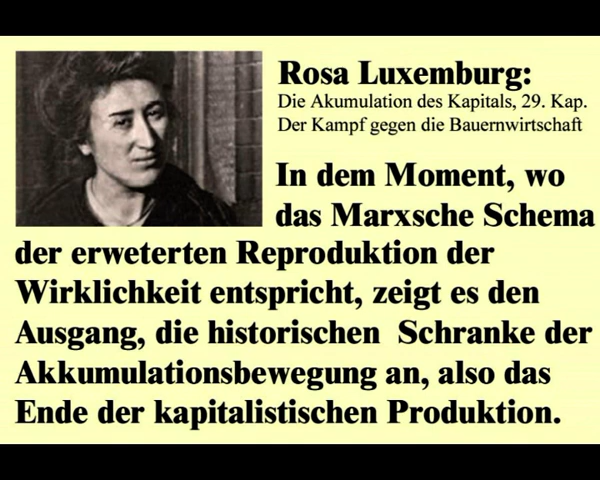 Rosa Luxemburg:
Die Akumulation des Kapitals, 29. Kap.
Der Kampf gegen die Bauernwirtschaft
In dem Moment, wo
das Marxsche Schema
der erweterten Reproduktion der
Wirklichkeit entspricht, zeigt es den
Ausgang, die historischen Schranke der
Akkumulationsbewegung an, also das
Ende der kapitalistischen Produktion.